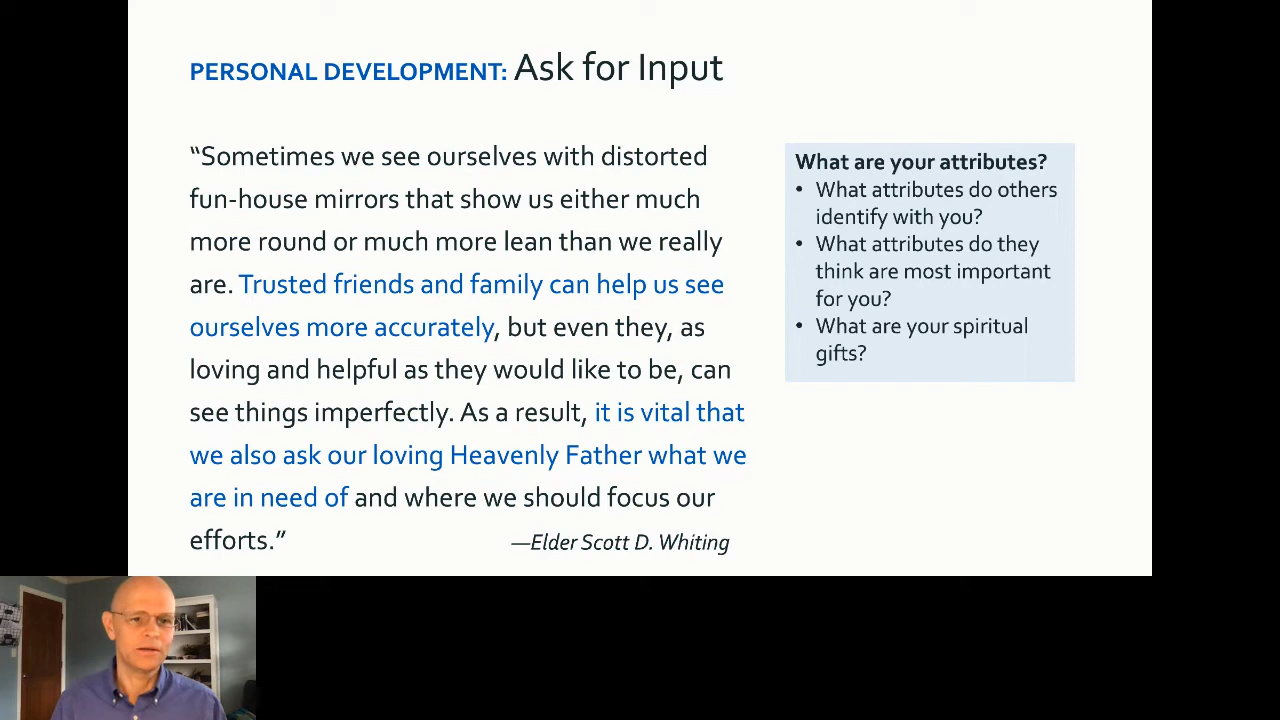 PERSONAL DEVELOPMENT: Ask for Input
“Sometimes we see ourselves with distorted
fun-house mirrors that show us either much
more round or much more lean than we really
are. Trusted friends and family can help us see
ourselves more accurately, but even they, as
loving and helpful as they would like to be, can
see things imperfectly. As a result, it is vital that
we also ask our loving Heavenly Father what we
are in need of and where we should focus our
efforts.”
—Elder Scott D. Whiting
What are your attributes?
• What attributes do others
identify with you?
• What attributes do they
think are most important
for you?
• What are your spiritual
gifts?